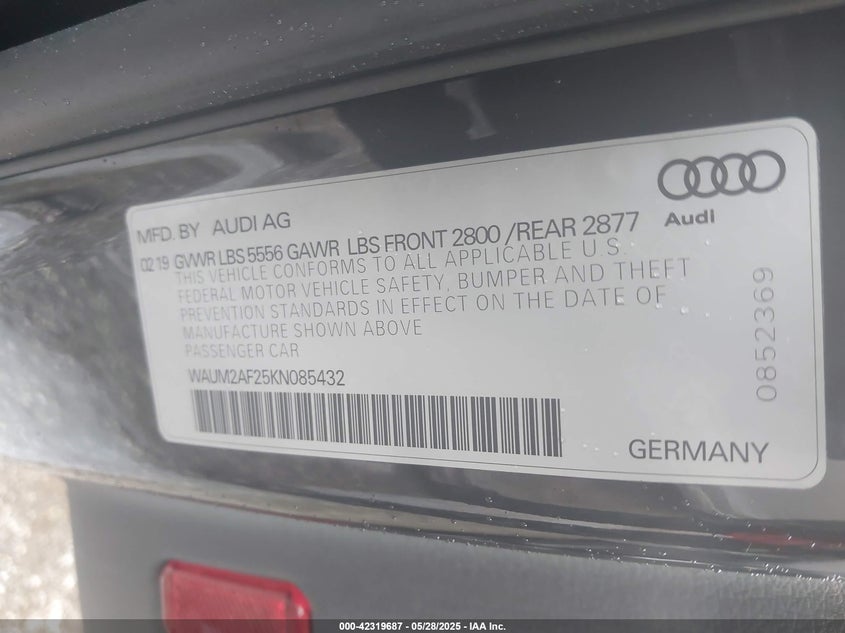 Audi
MFD. BY AUDI AG
02 19 GVWR LBS 5556 GAWR LBS FRONT 2800 /REAR 2877
THIS VEHICLE CONFORMS TO ALL APPLICABLE U.S.
FEDERAL MOTOR VEHICLE SAFETY, BUMPER AND THEFT
PREVENTION STANDARDS IN EFFECT ON THE DATE OF
MANUFACTURE SHOWN ABOVE
PASSENGER CAR
WAUM2AF25KN085432
GERMANY
0852369
000-42319687 - 05/28/2025 - IAA Inc.